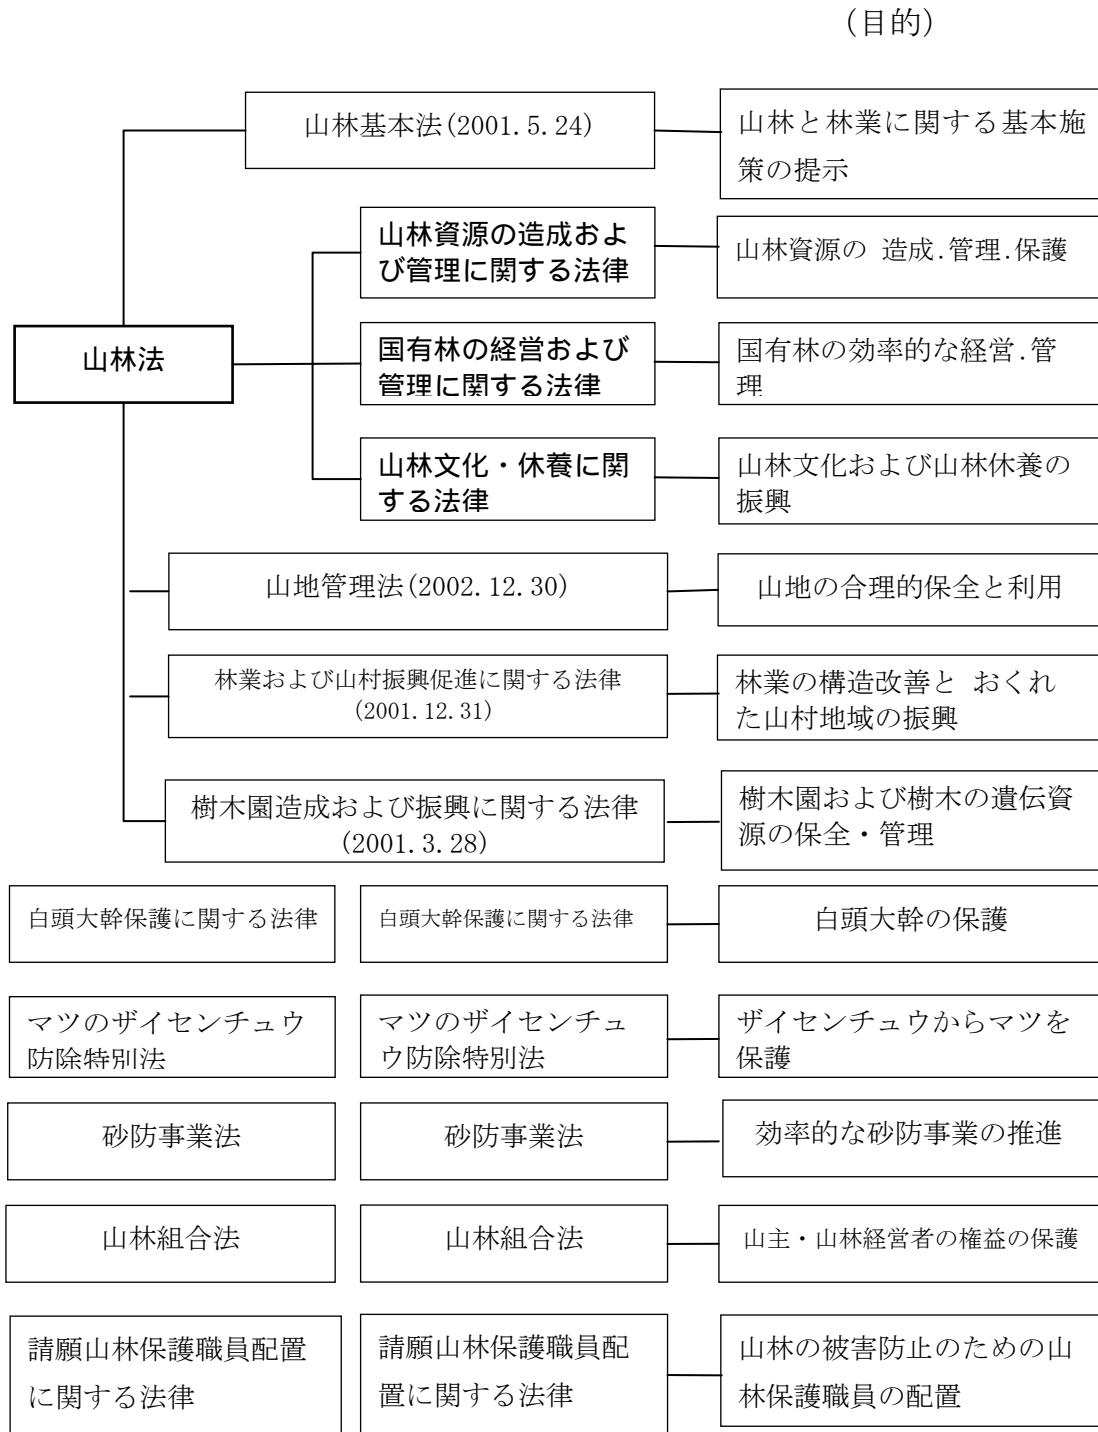 (目的)
山林基本法(2001.5.24)
山林と林業に関する基本施
策の提示
山林資源の造成およ
び管理に関する法律
山林資源の 造成.管理.保護
山林法
国有林の経営および
管理に関する法律
国有林の効率的な経営.管
理
山林文化・休養に関
する法律
山林文化および山林休養の
振興
山地管理法(2002.12.30)
山地の合理的保全と利用
林業および山村振興促進に関する法律
(2001.12.31)
林業の構造改善と おくれ
た山村地域の振興
樹木園造成および振興に関する法律
(2001.3.28)
樹木園および樹木の遺伝資
源の保全・管理
白頭大幹保護に関する法律
白頭大幹保護に関する法律
白頭大幹の保護
マツのザイセンチュウ
防除特別法
マツのザイセンチュ
ウ防除特別法
ザイセンチュウからマツを
保護
砂防事業法
砂防事業法
効率的な砂防事業の推進
山林組合法
山林組合法
山主・山林経営者の権益の保護
請願山林保護職員配置
に関する法律
請願山林保護職員配
置に関する法律
山林の被害防止のための山
林保護職員の配置